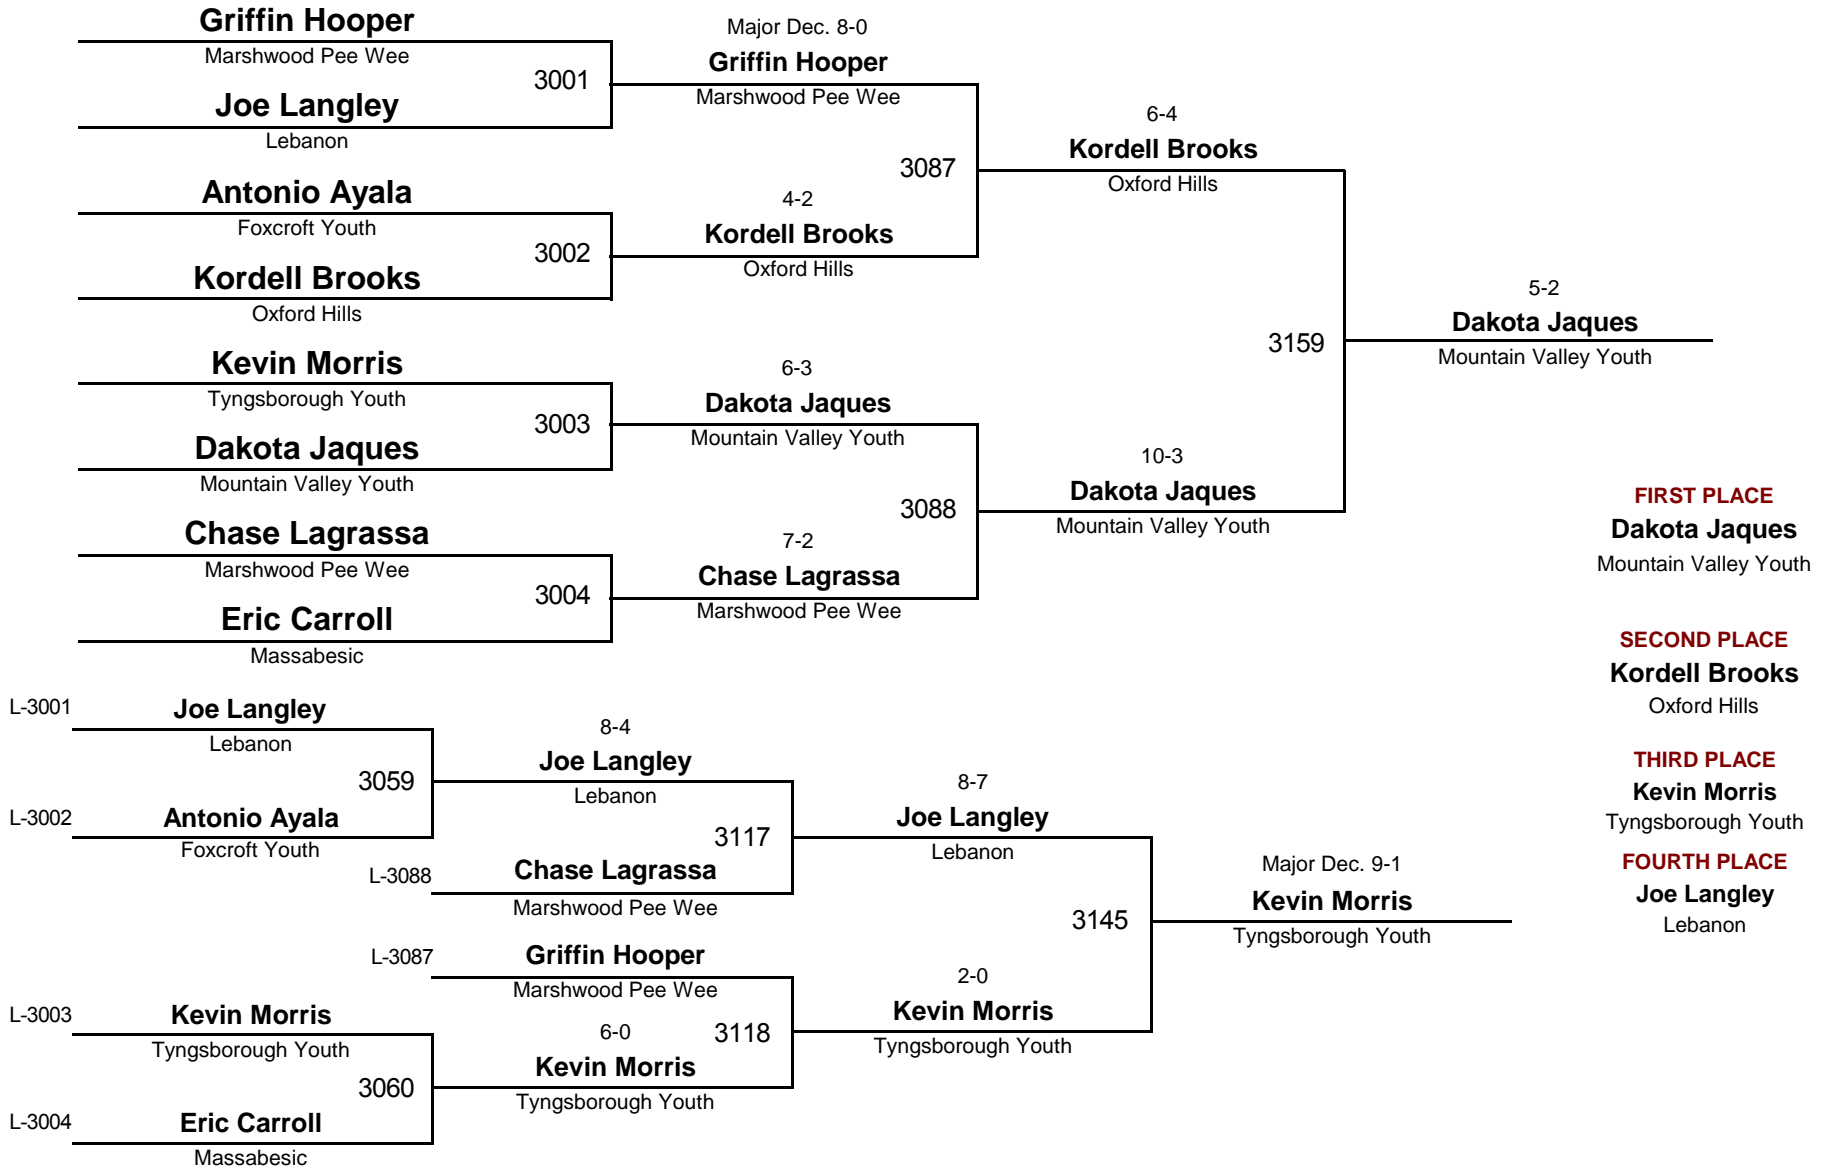 Griffin Hooper
Marshwood Pee Wee
3001
Joe Langley
Lebanon
Antonio Ayala
Foxcroft Youth
3002
Kordell Brooks
Oxford Hills
Kevin Morris
Tyngsborough Youth
3003
Dakota Jaques
Mountain Valley Youth
Chase Lagrassa
Marshwood Pee Wee
3004
Eric Carroll
Massabesic
Major Dec. 8-0
Griffin Hooper
Marshwood Pee Wee
3087
4-2
Kordell Brooks
Oxford Hills
6-3
Dakota Jaques
Mountain Valley Youth
3088
7-2
Chase Lagrassa
Marshwood Pee Wee
6-4
Kordell Brooks
Oxford Hills
3159
10-3
Dakota Jaques
Mountain Valley Youth
5-2
Dakota Jaques
Mountain Valley Youth
L-3001
Joe Langley
Lebanon
3059
L-3002
Antonio Ayala
Foxcroft Youth
8-4
Joe Langley
Lebanon
3117
L-3088
Chase Lagrassa
Marshwood Pee Wee
L-3087
Griffin Hooper
Marshwood Pee Wee
3118
L-3003
Kevin Morris
Tyngsborough Youth
3060
L-3004
Eric Carroll
Massabesic
6-0
Kevin Morris
Tyngsborough Youth
8-7
Joe Langley
Lebanon
3145
2-0
Kevin Morris
Tyngsborough Youth
Major Dec. 9-1
Kevin Morris
Tyngsborough Youth
FIRST PLACE
Dakota Jaques
Mountain Valley Youth
SECOND PLACE
Kordell Brooks
Oxford Hills
THIRD PLACE
Kevin Morris
Tyngsborough Youth
FOURTH PLACE
Joe Langley
Lebanon